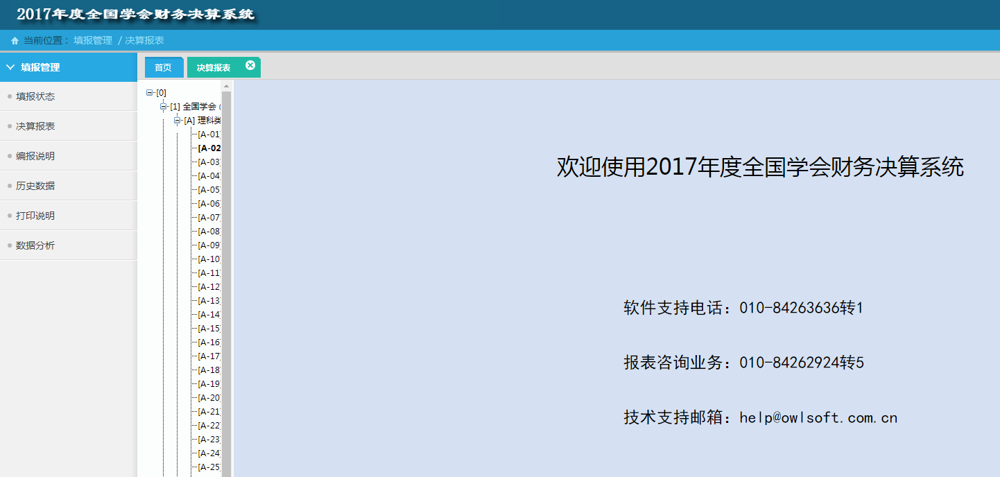 2017年度全国学会财务决算系统
当前位置： 填报管理 / 决算报表
填报管理
填报状态
决算报表
编报说明
历史数据
打印说明
数据分析
首页 决算报表
[0]
[1] 全国学会 (
[A] 理科类
[A-01]
[A-02
[A-03]
[A-04]
[A-05]
[A-06]
[A-07]
[A-08]
[A-09]
[A-10]
[A-11]
[A-12]
[A-13]
[A-14]
[A-15]
[A-16]
[A-17]
[A-18]
[A-19]
[A-20]
[A-21]
[A-22]
[A-23]
[A-24]
[A-25]
欢迎使用2017年度全国学会财务决算系统
软件支持电话：010-84263636转1
报表咨询业务：010-84262924转5
技术支持邮箱：help@owlsoft.com.cn